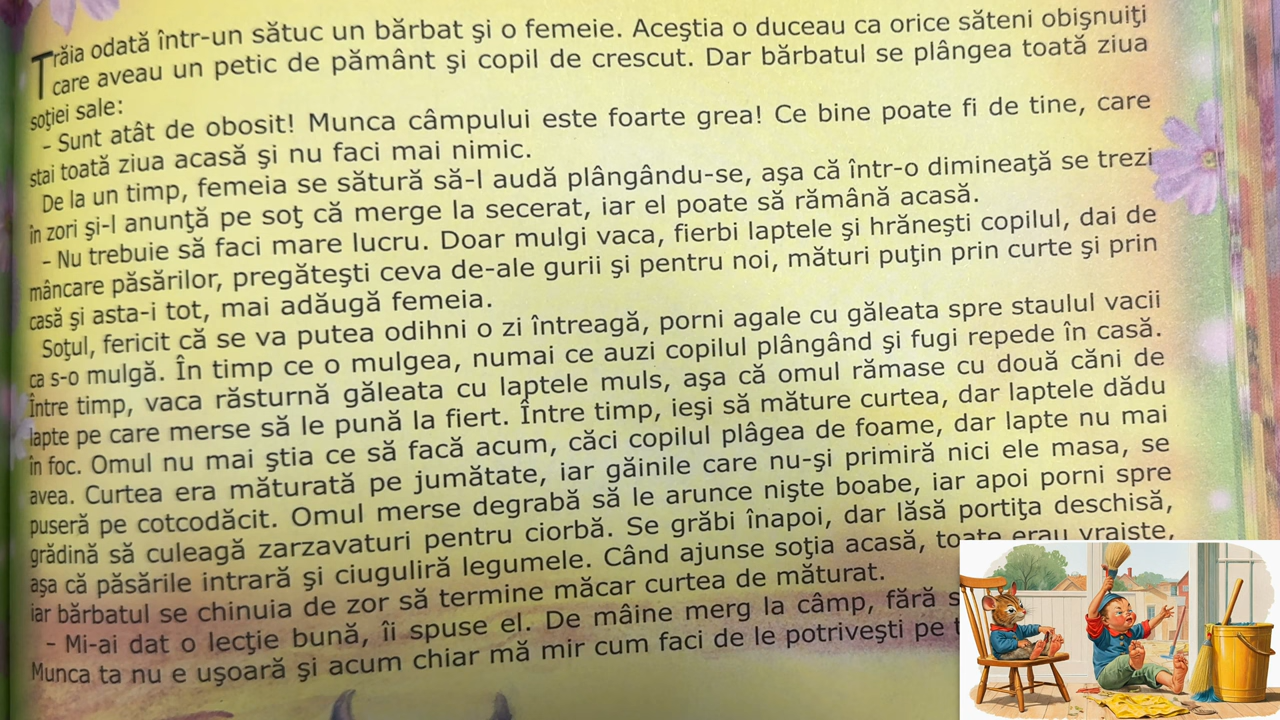 Trăia odată într-un sătuc un bărbat şi o femeie. Aceştia o duceau ca orice săteni obişnuiţi
care aveau un petic de pământ şi copil de crescut. Dar bărbatul se plângea toată ziua
soţiei sale:
- Sunt atât de obosit! Munca câmpului este foarte grea! Ce bine poate fi de tine, care
stai toată ziua acasă şi nu faci mai nimic.
De la un timp, femeia se sătură să-l audă plângându-se, aşa că într-o dimineaţă se trezi
în zori şi-l anunţă pe soţ că merge la secerat, iar el poate să rămână acasă.
- Nu trebuie să faci mare lucru. Doar mulgi vaca, fierbi laptele şi hrăneşti copilul, dai de
mâncare păsărilor, pregăteşti ceva de-ale gurii şi pentru noi, mături puţin prin curte şi prin
casă şi asta-i tot, mai adăugă femeia.
Soţul, fericit că se va putea odihni o zi întreagă, porni agale cu găleata spre staulul vacii
ca s-o mulgă. În timp ce o mulgea, numai ce auzi copilul plângând şi fugi repede în casă.
Între timp, vaca răsturnă găleata cu laptele muls, aşa că omul rămase cu două căni de
lapte pe care merse să le pună la fiert. Între timp, ieşi să măture curtea, dar laptele dădu
în foc. Omul nu mai ştia ce să facă acum, căci copilul plâgea de foame, dar lapte nu mai
avea. Curtea era măturată pe jumătate, iar găinile care nu-şi primiră nici ele masa, se
puseră pe cotcodăcit. Omul merse degrabă să le arunce nişte boabe, iar apoi porni spre
grădină să culeagă zarzavaturi pentru ciorbă. Se grăbi înapoi, dar lăsă portiţa deschisă,
aşa că păsările intrară şi ciuguliră legumele. Când ajunse soţia acasă, toate erau vraişte,
iar bărbatul se chinuia de zor să termine măcar curtea de măturat.
- Mi-ai dat o lecţie bună, îi spuse el. De mâine merg la câmp, fără
Munca ta nu e uşoară şi acum chiar mă mir cum faci de le potriveşti pe